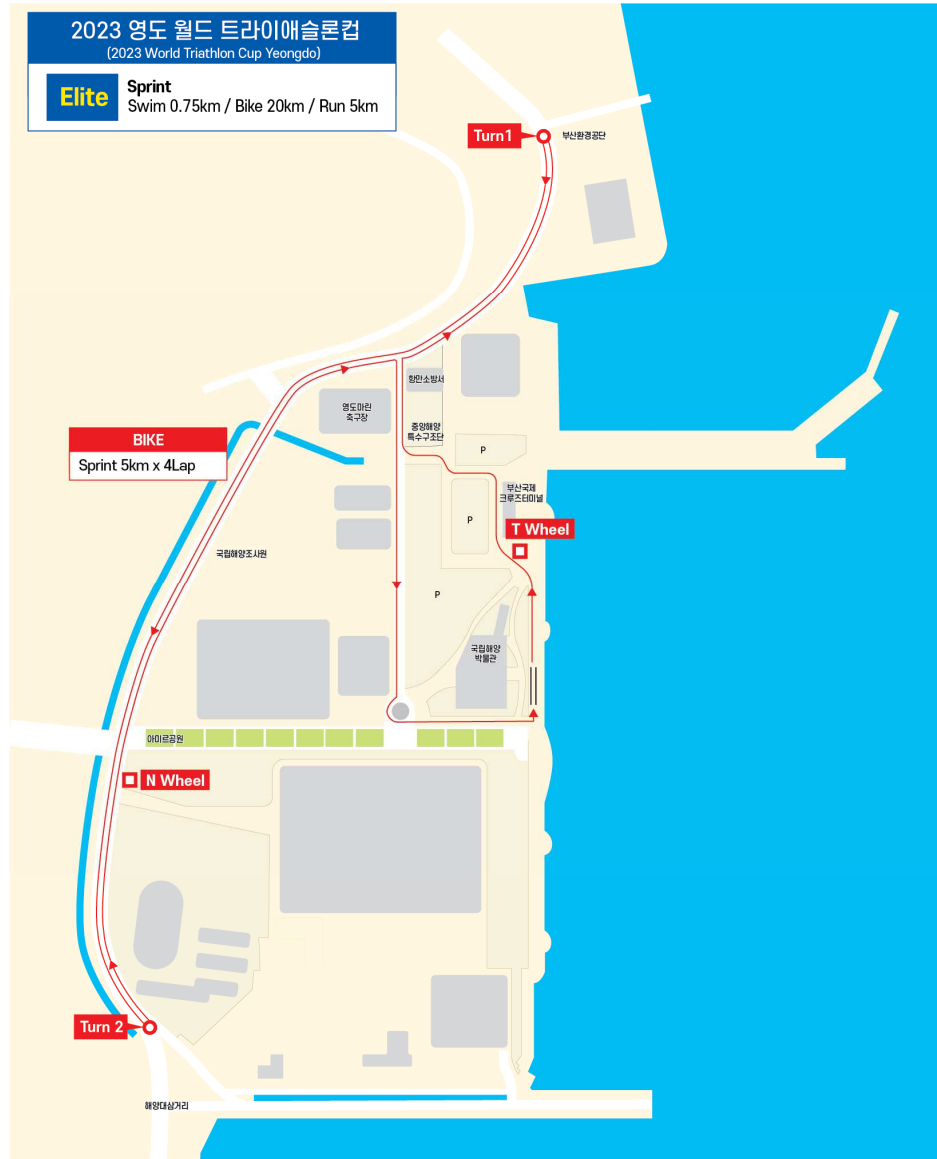 2023 영도 월드 트라이애슬론컵
(2023 World Triathlon Cup Yeongdo)
Elite
Sprint
Swim 0.75km / Bike 20km / Run 5km
Turn1
부산환경공단
항만소방서
영도마린
축구장
중앙해양
특수구조단
P
BIKE
Sprint 5km x 4Lap
부산국제
크루즈터미널
P
T Wheel
국립해양조사원
P
국립해양
박물관
아미르공원
N Wheel
Turn 2
해양대삼거리